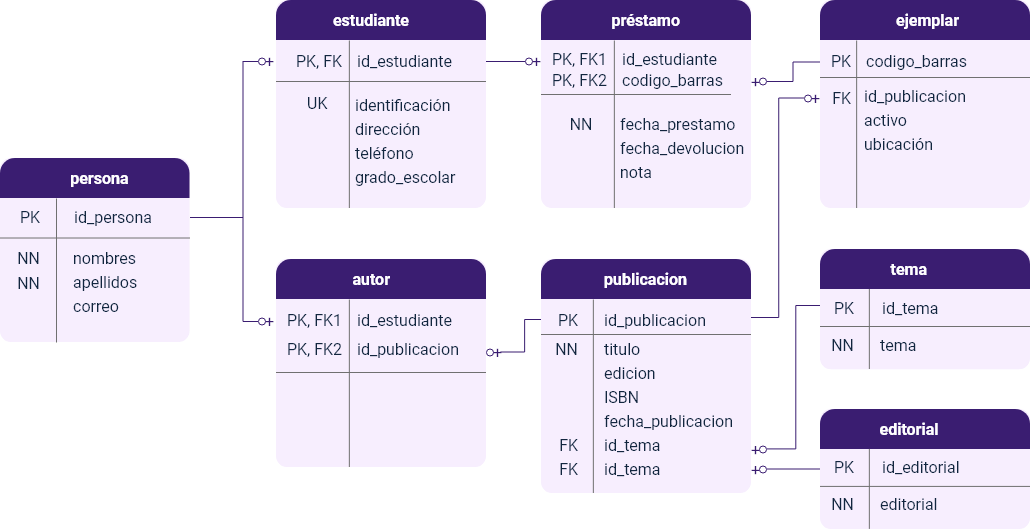 persona
PK id_persona
NN nombres
NN apellidos
correo
estudiante
PK, FK id_estudiante
UK identificación
dirección
teléfono
grado_escolar
autor
PK, FK1 id_estudiante
PK, FK2 id_publicacion
préstamo
PK, FK1 id_estudiante
PK, FK2 codigo_barras
NN fecha_prestamo
fecha_devolucion
nota
publicacion
PK id_publicacion
NN titulo
edicion
ISBN
fecha_publicacion
FK id_tema
FK id_tema
ejemplar
PK codigo_barras
FK id_publicacion
activo
ubicación
tema
PK id_tema
NN tema
editorial
PK id_editorial
NN editorial